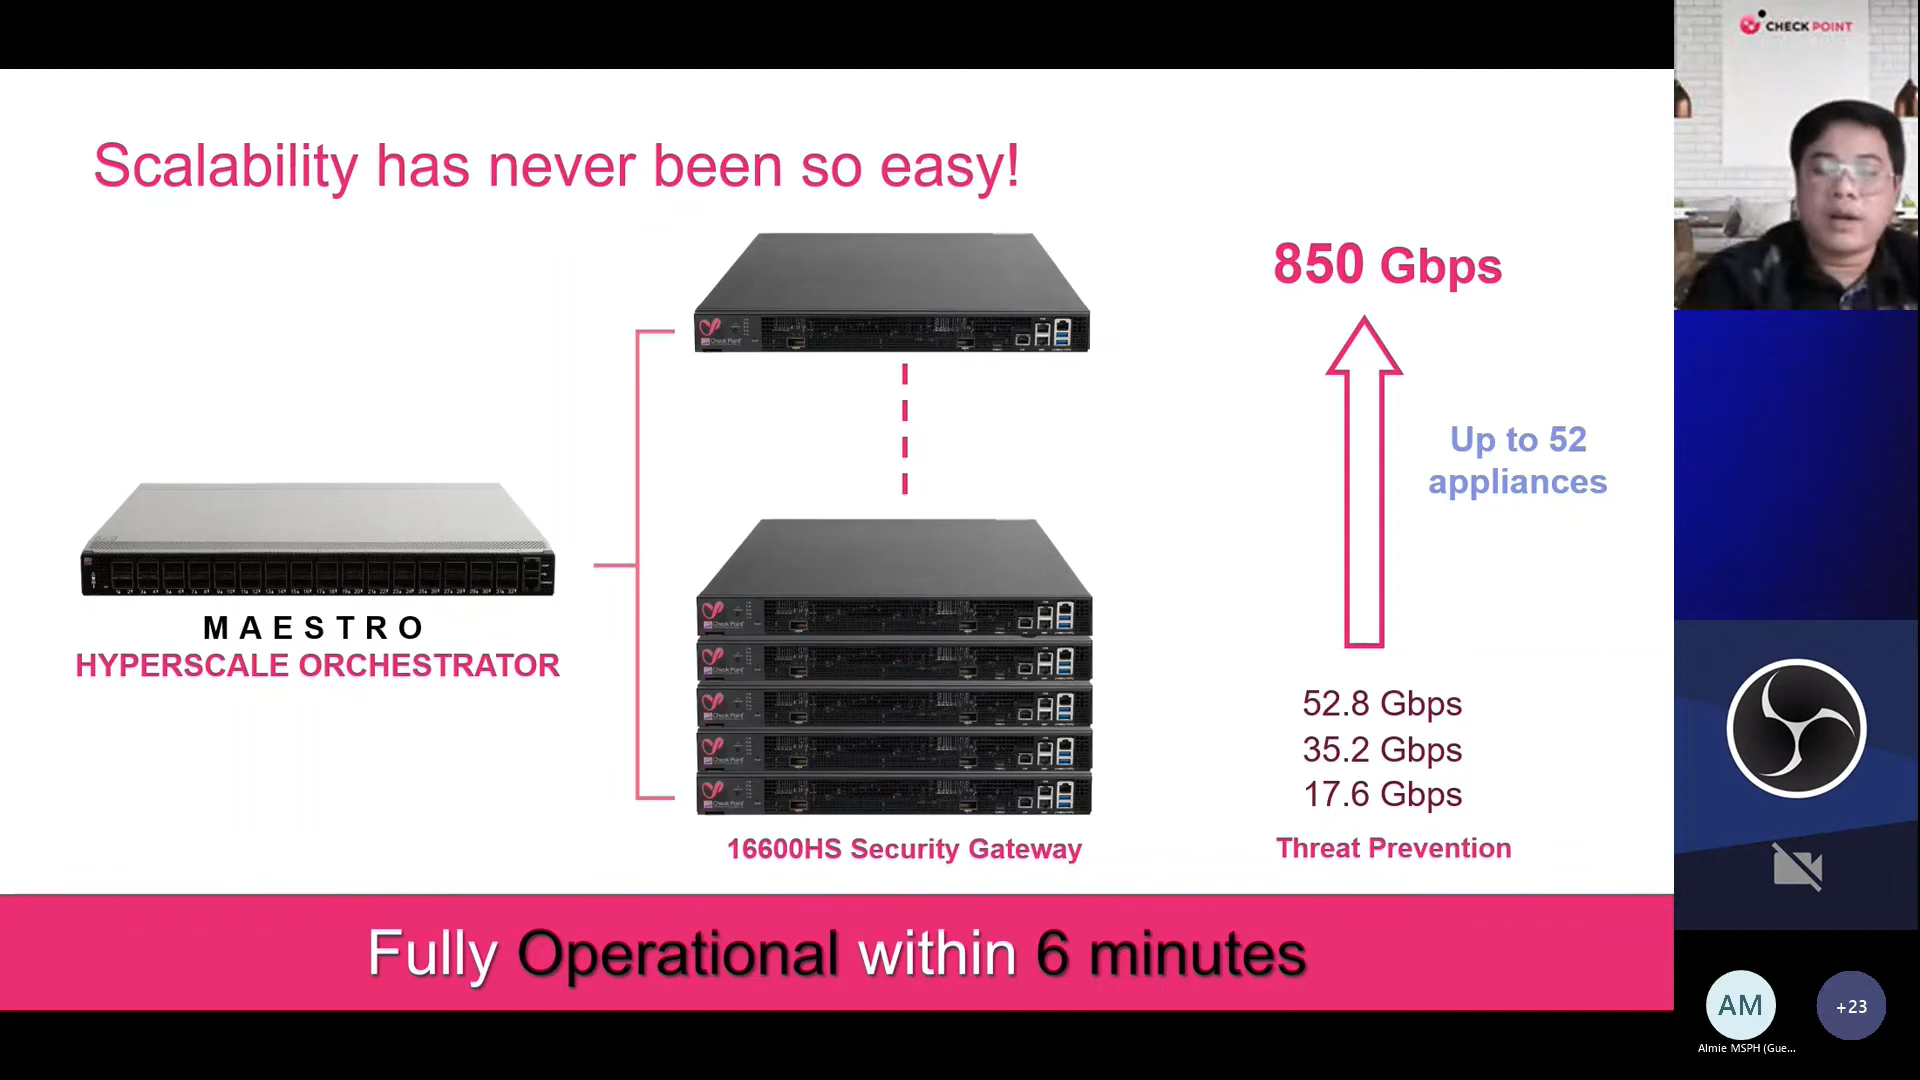 CHECK POINT
Scalability has never been so easy!
850 Gbps
Up to 52
appliances
MAESTRO
HYPERSCALE ORCHESTRATOR
52.8 Gbps
35.2 Gbps
17.6 Gbps
16600HS Security Gateway
Threat Prevention
Fully Operational within 6 minutes
AM
+23
Almie MSPH (Gue...